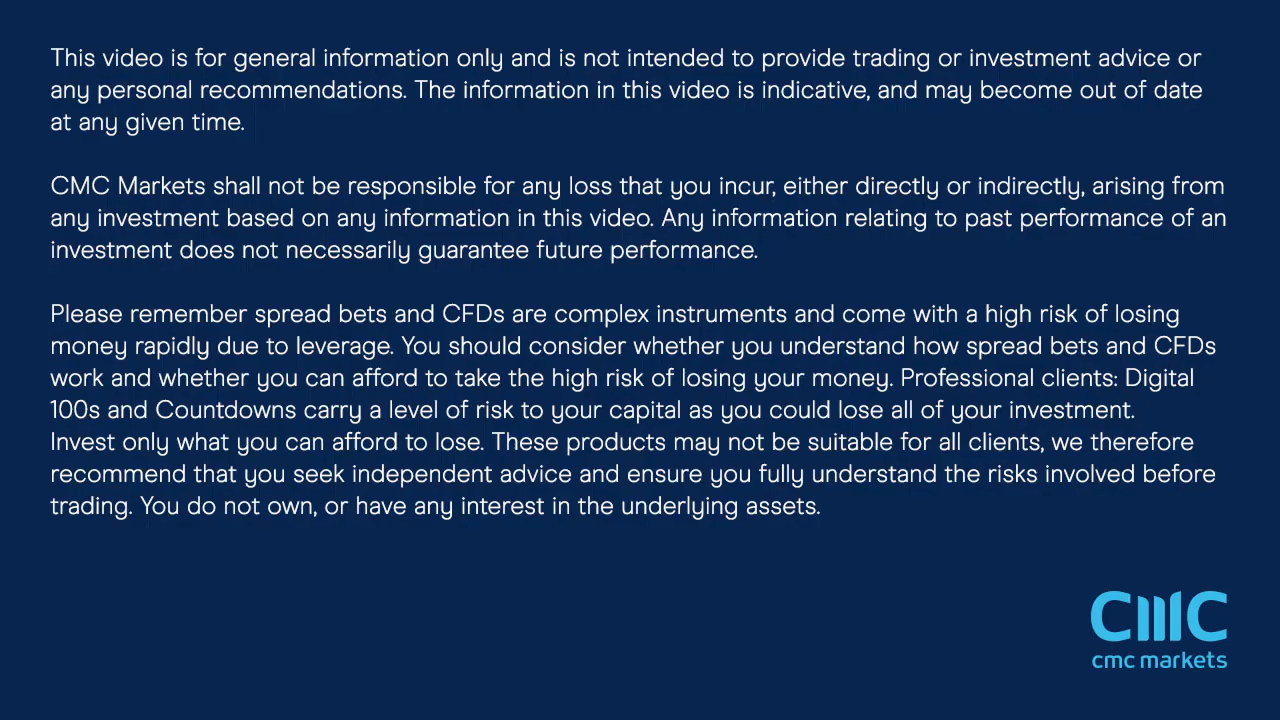 This video is for general information only and is not intended to provide trading or investment advice or
any personal recommendations. The information in this video is indicative, and may become out of date
at any given time.
CMC Markets shall not be responsible for any loss that you incur, either directly or indirectly, arising from
any investment based on any information in this video. Any information relating to past performance of an
investment does not necessarily guarantee future performance.
Please remember spread bets and CFDs are complex instruments and come with a high risk of losing
money rapidly due to leverage. You should consider whether you understand how spread bets and CFDs
work and whether you can afford to take the high risk of losing your money. Professional clients: Digital
100s and Countdowns carry a level of risk to your capital as you could lose all of your investment.
Invest only what you can afford to lose. These products may not be suitable for all clients, we therefore
recommend that you seek independent advice and ensure you fully understand the risks involved before
trading. You do not own, or have any interest in the underlying assets.
CMC
cmc markets